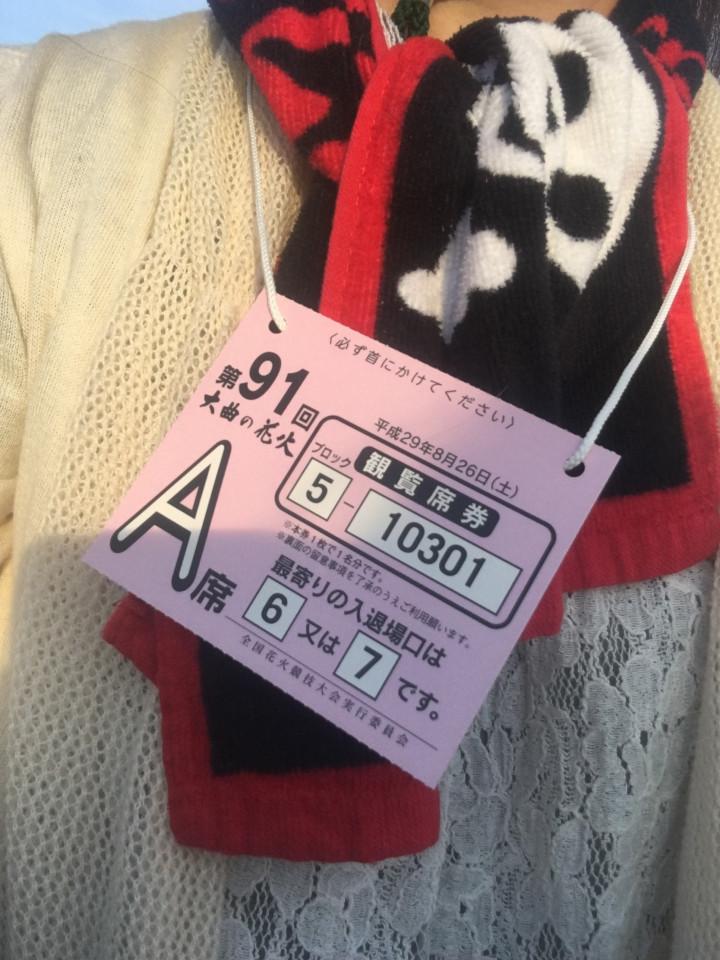 〈必ず首にかけてください〉
第91回
大曲の花火
平成29年8月26日(土)
ブロック
観覧席券
5-10301
A席
※本券1枚で1名分です。
※裏面の留意事項を了承のうえご利用願います。
最寄りの入退場口は
6又は7です。
全国花火競技大会実行委員会